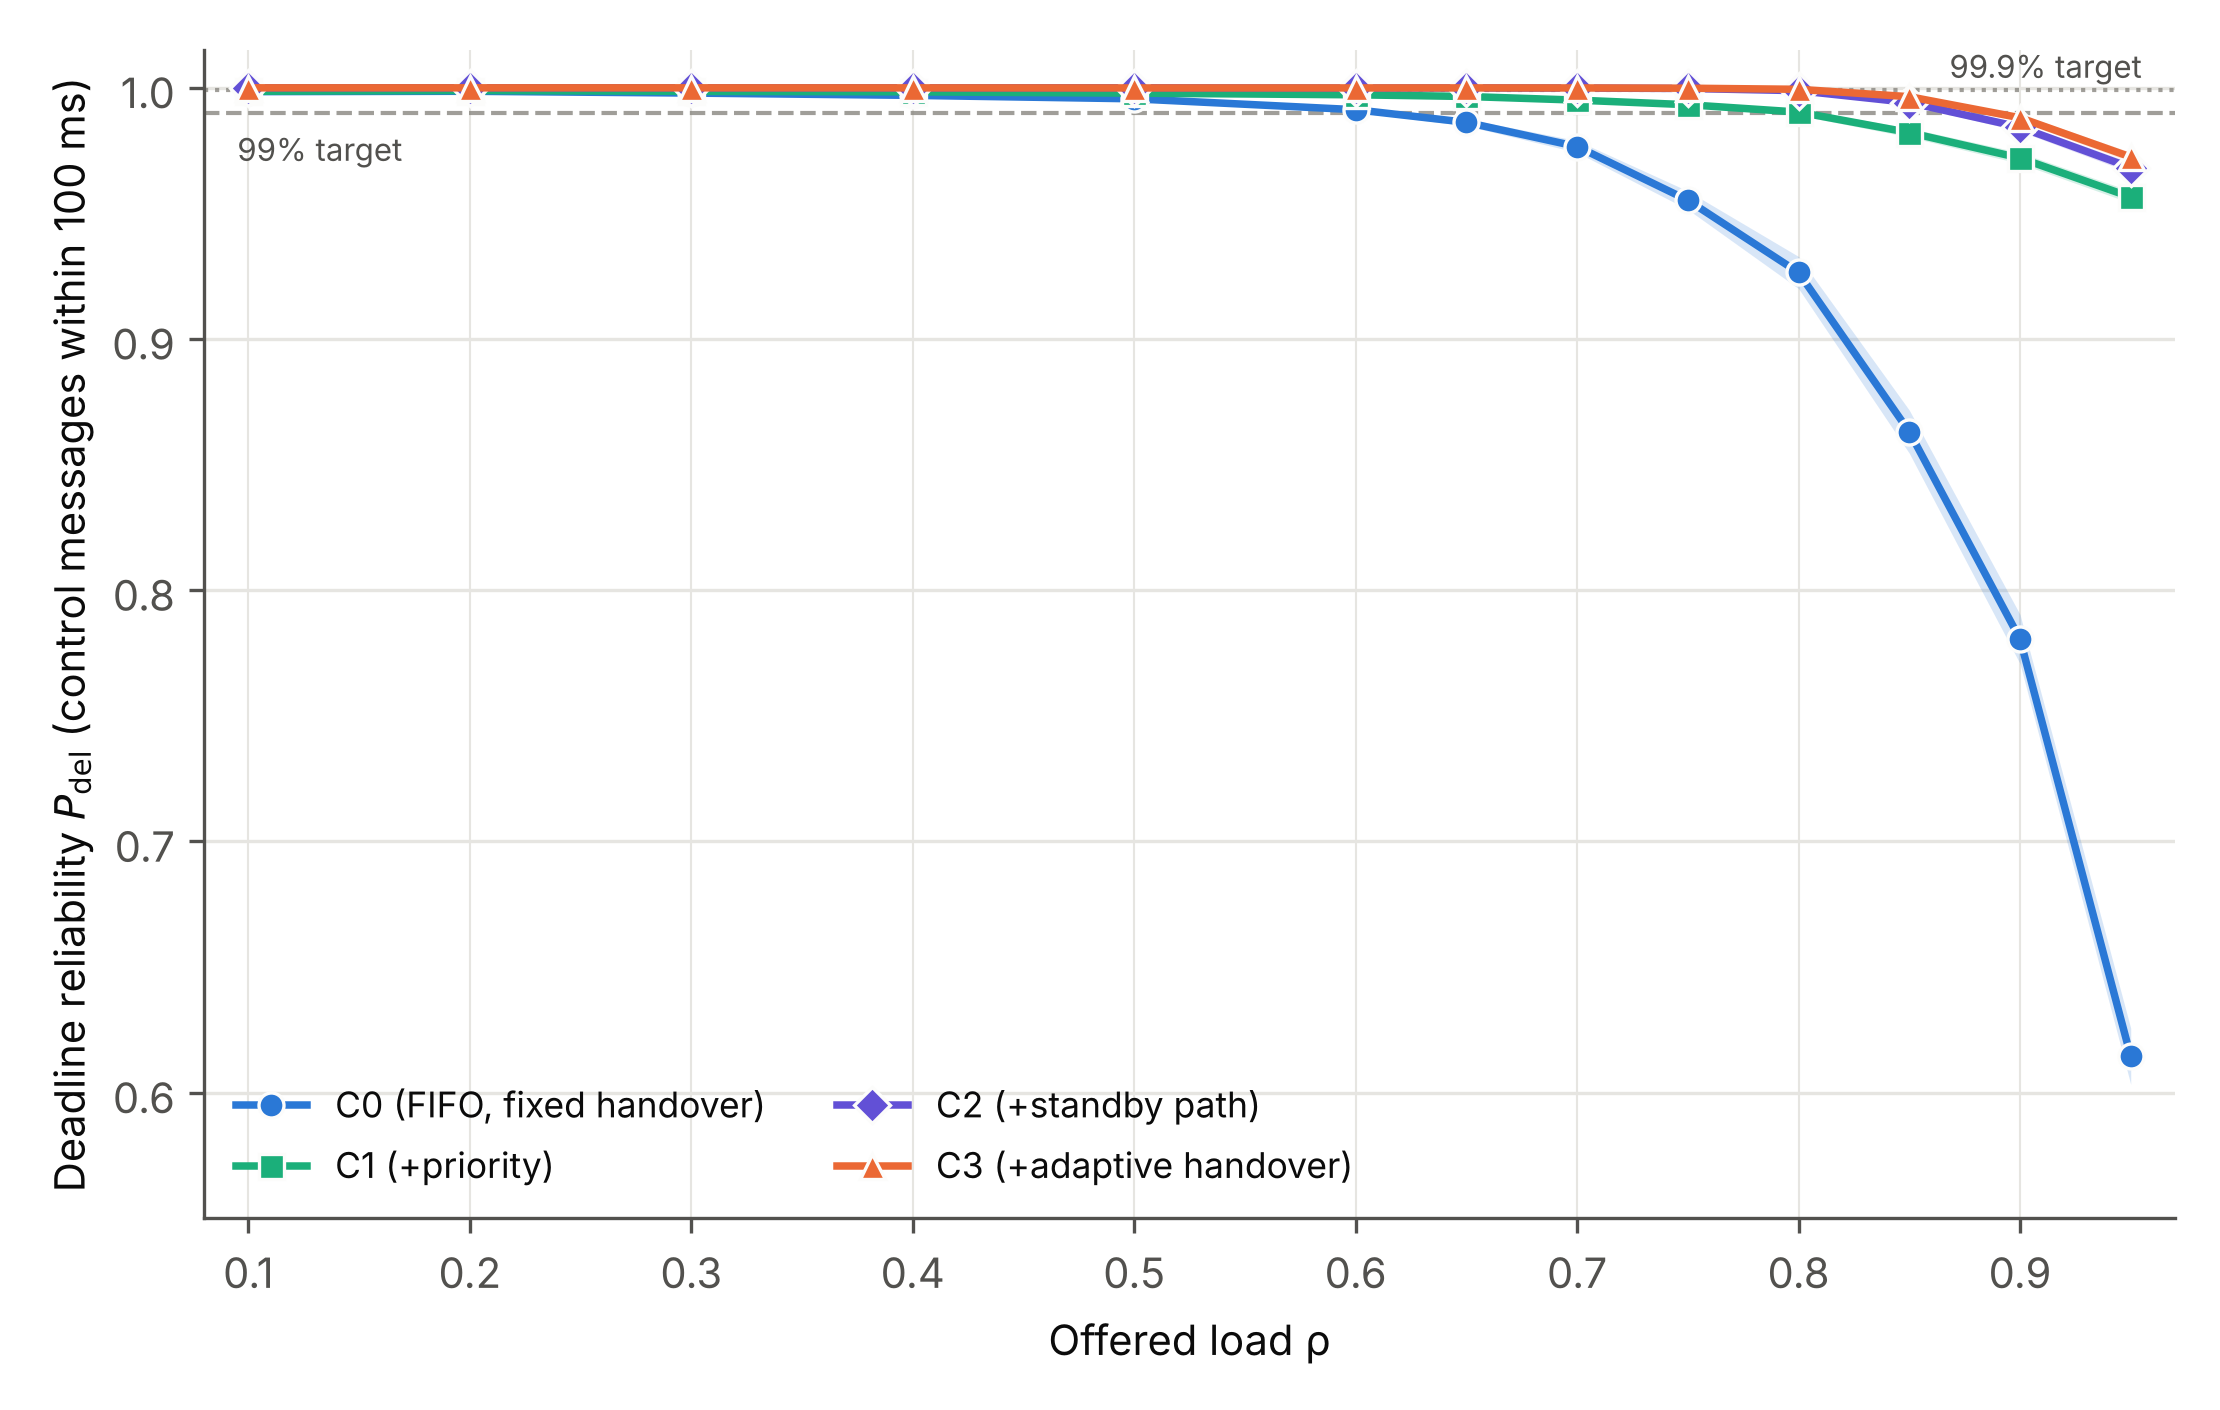 99.9% target
1.0
99% target
0.9
0.8
0.7
0.6
Deadline reliability P_del (control messages within 100 ms)
C0 (FIFO, fixed handover)
C2 (+standby path)
C1 (+priority)
C3 (+adaptive handover)
0.1 0.2 0.3 0.4 0.5 0.6 0.7 0.8 0.9
Offered load ρ